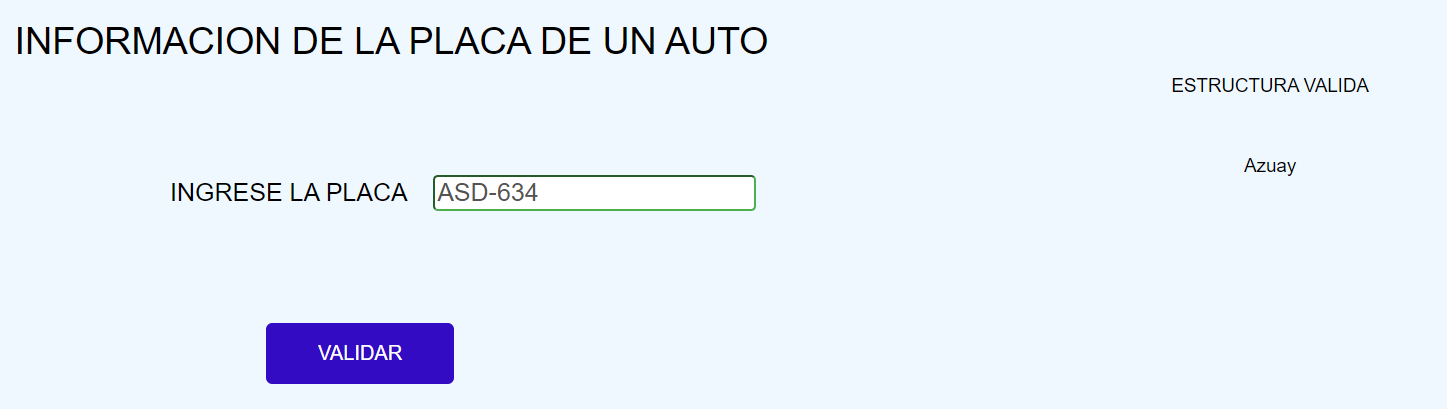 INFORMACION DE LA PLACA DE UN AUTO
ESTRUCTURA VALIDA
Azuay
INGRESE LA PLACA ASD-634
VALIDAR